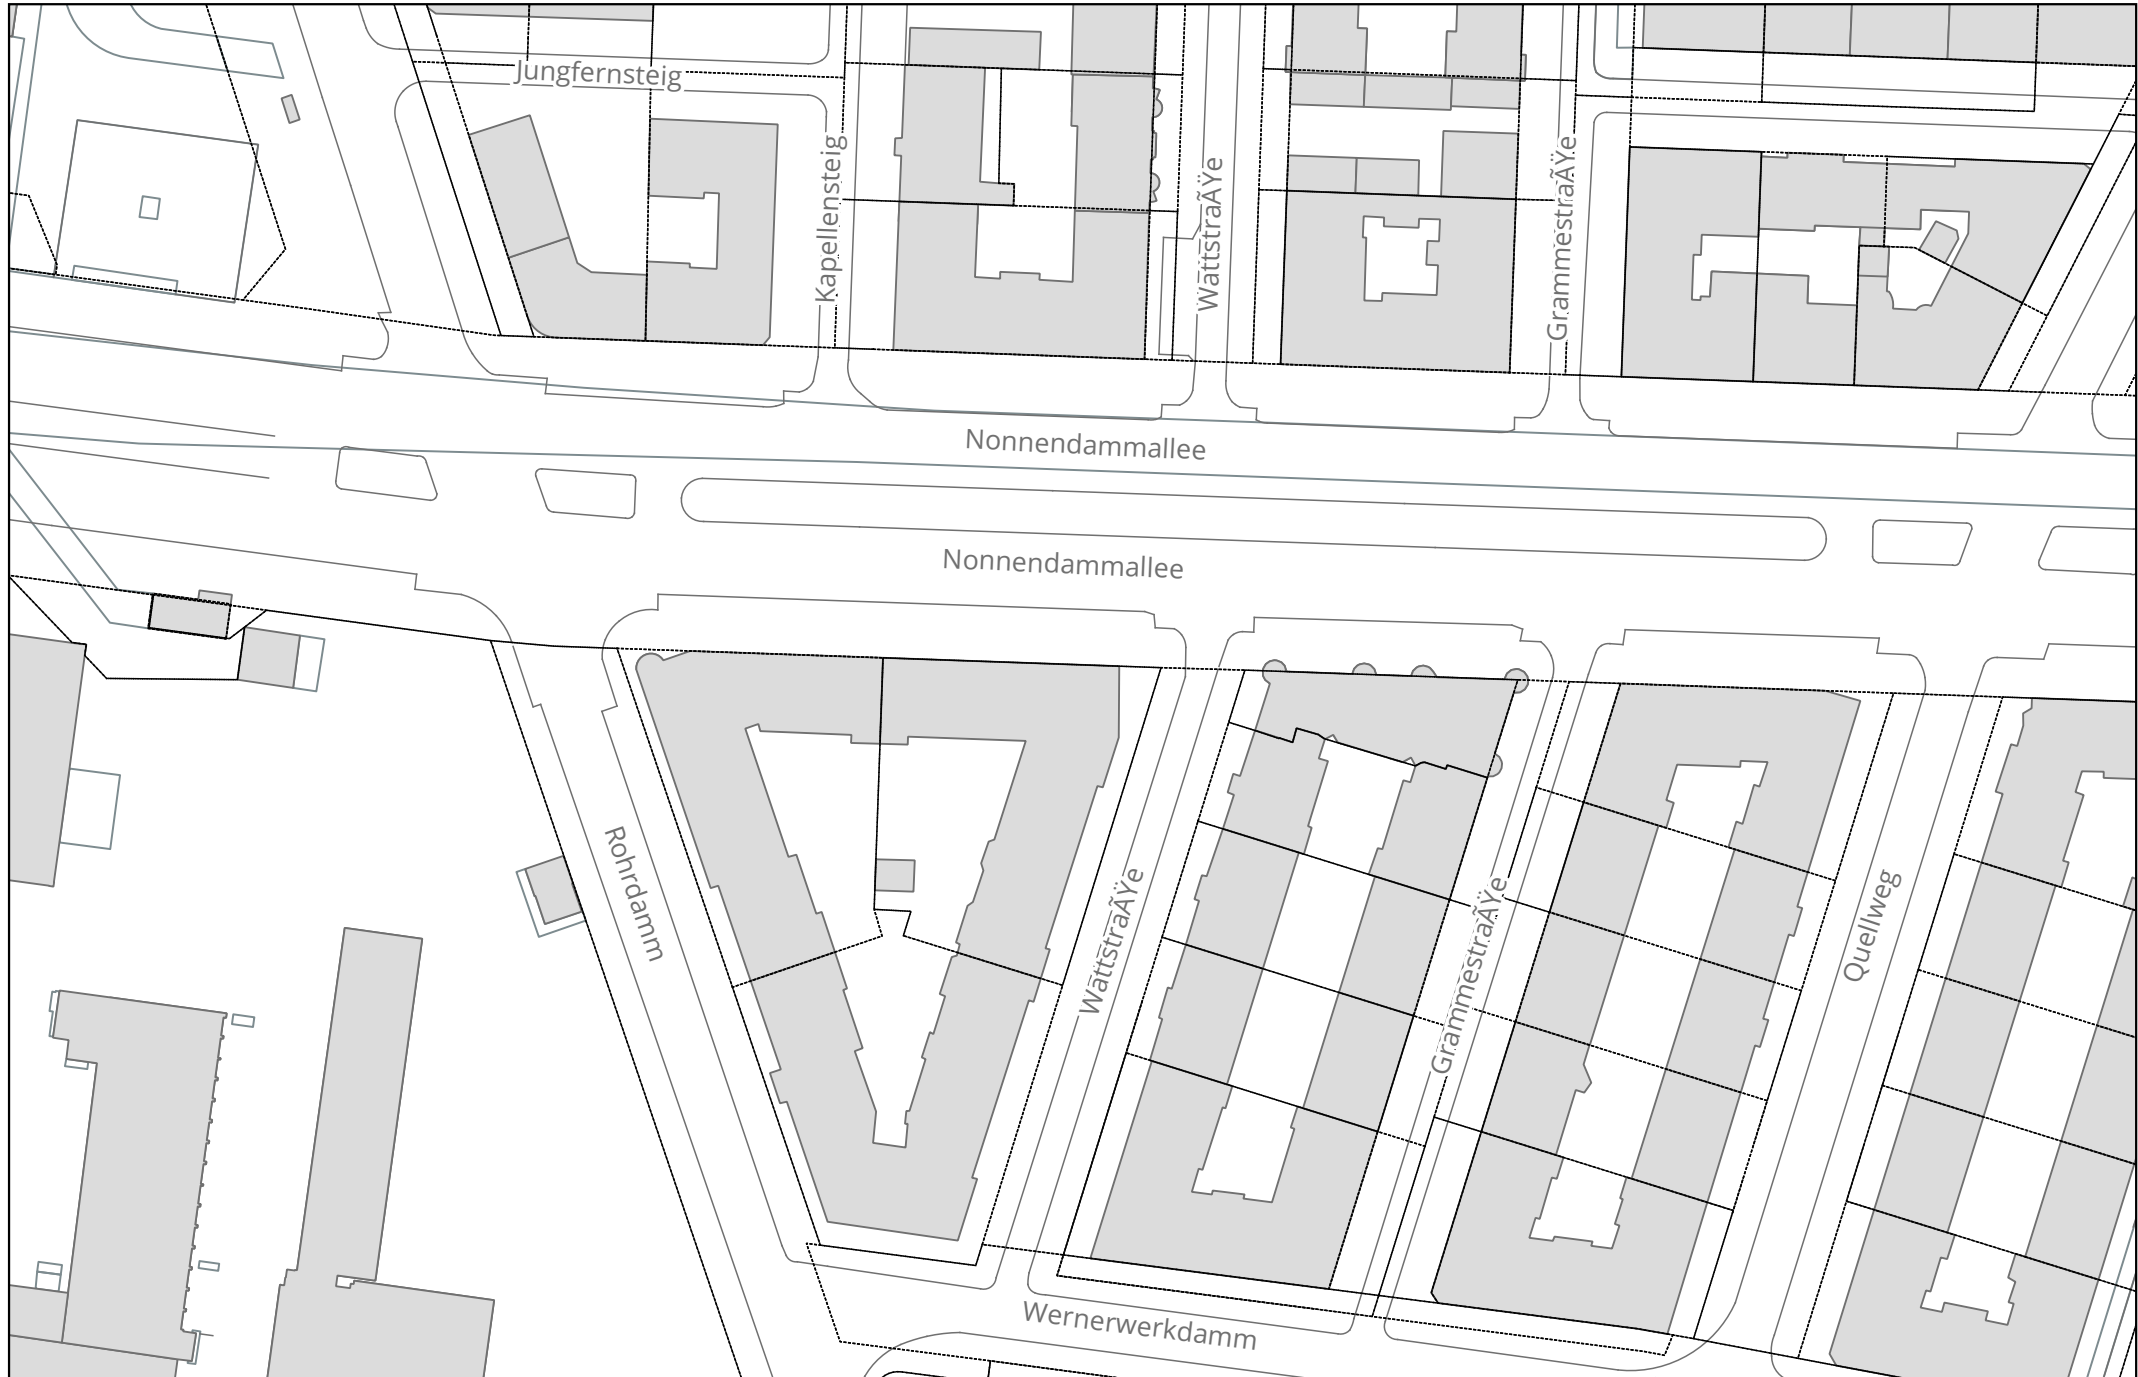 Jungfernsteig
Kapellensteig
WattstraÃŸe
GrammestraÃŸe
Nonnendammallee
Nonnendammallee
Rohrdamm
WattstraÃŸe
GrammestraÃŸe
Quellweg
Wernerwerkdamm